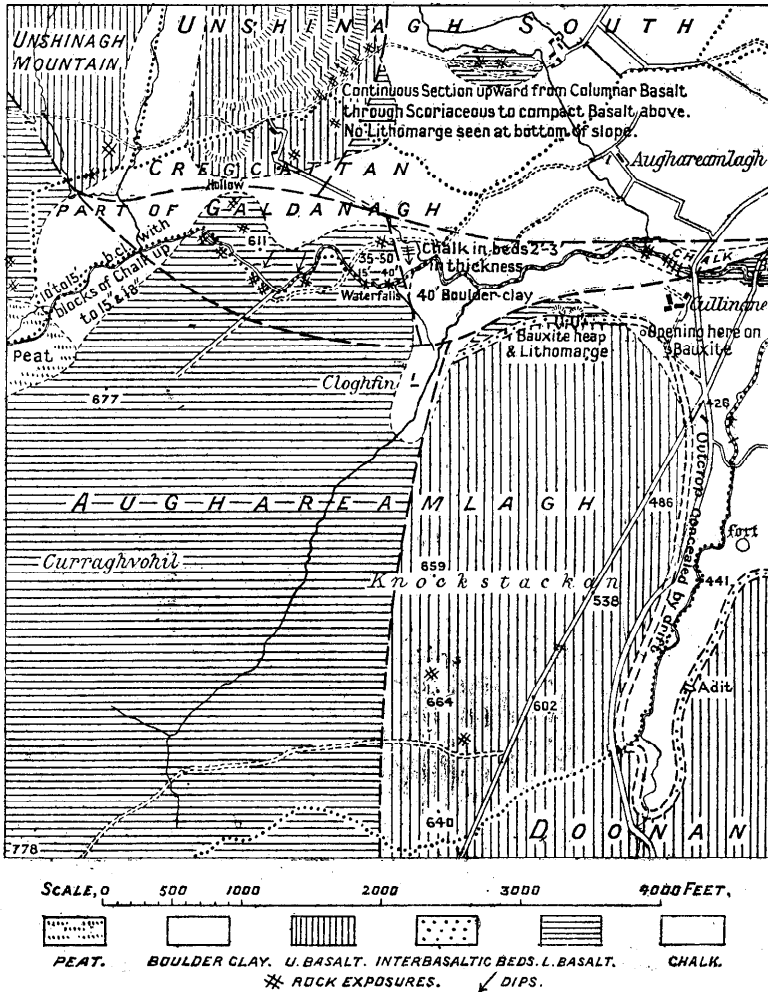 UNSHINAGH SOUTH
UNSHINAGH
MOUNTAIN
Continuous Section upward from Columnar Basalt
through Scoriaceous to compact Basalt above.
No Lithomarge seen at bottom of slope.
Aughareamlagh
CREGCATTAN
Hollow
PART OF GALDANAGH
611
35-50
15'-40'
Waterfalls
Chalk in beds 2'-3'
in thickness
CHALK
10 to 15' b.cl. with
blocks of Chalk up
to 15' & 18'
40' Boulder-clay
Cullinane
Bauxite heap
& Lithomarge
Opening here on
Bauxite
Peat
Cloghfin
677
426
Outcrop concealed by drift
AUGHAREAMLAGH
486
fort
Curraghvohil
659
Knockstackan
441
538
Adit
664
602
640
DOONAN
778
SCALE, 0 500 1000 2000 3000 4000 FEET.
PEAT. BOULDER CLAY. U. BASALT. INTERBASALTIC BEDS. L. BASALT. CHALK.
ROCK EXPOSURES. DIPS.